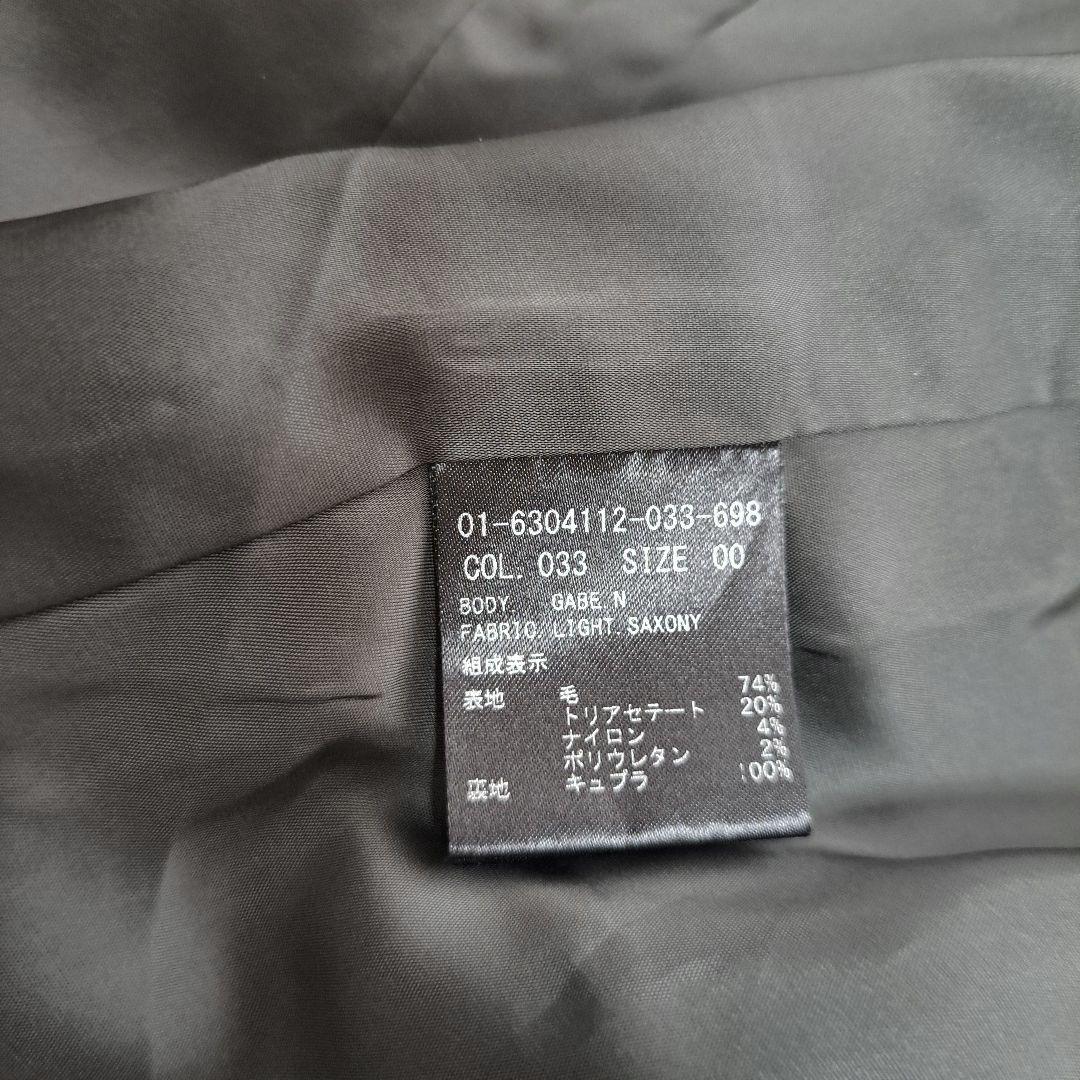 01-6304112-033-698
COL. 033 SIZE 00
BODY. GABE.N
FABRIC.LIGHT.SAXONY
組成表示
表地 毛 74%
トリアセテート 20%
ナイロン 4%
ポリウレタン 2%
裏地 キュプラ 100%